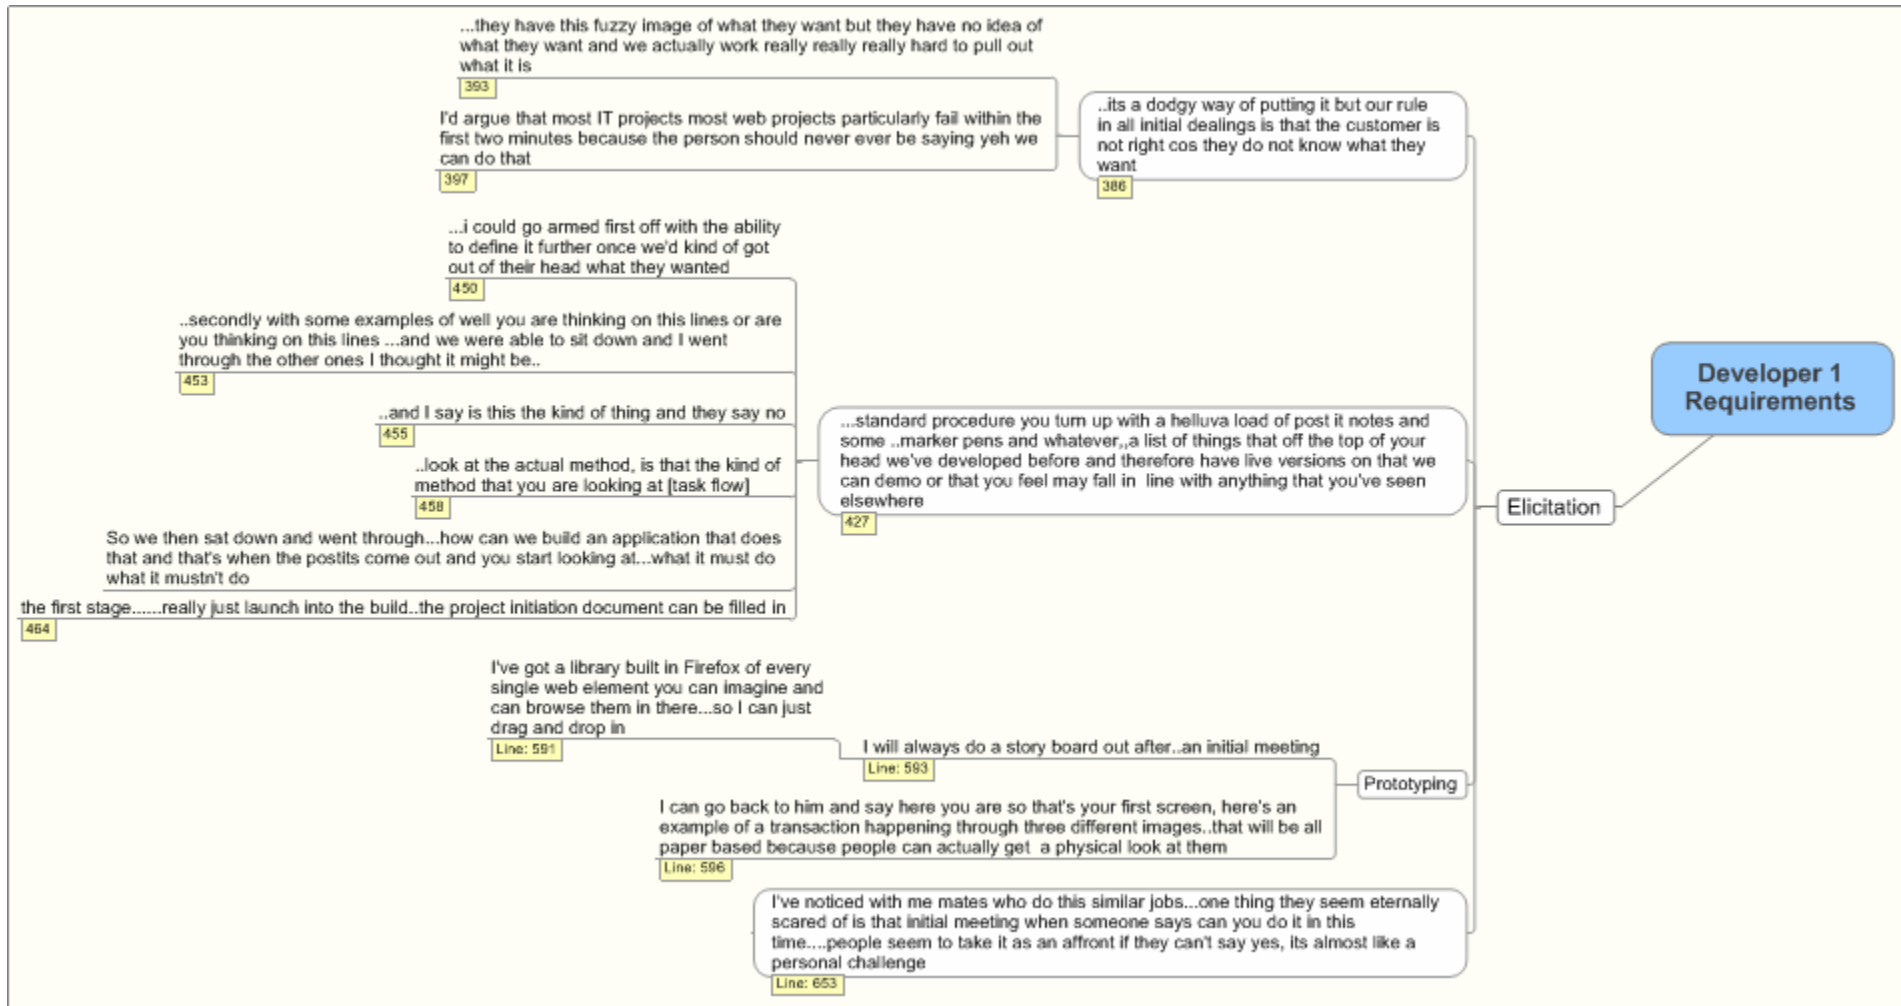 ...they have this fuzzy image of what they want but they have no idea of
what they want and we actually work really really really hard to pull out
what it is
393
I'd argue that most IT projects most web projects particularly fail within the
first two minutes because the person should never ever be saying yeh we
can do that
397
..its a dodgy way of putting it but our rule
in all initial dealings is that the customer is
not right cos they do not know what they
want
386
...i could go armed first off with the ability
to define it further once we'd kind of got
out of their head what they wanted
450
..secondly with some examples of well you are thinking on this lines or are
you thinking on this lines ...and we were able to sit down and I went
through the other ones I thought it might be..
453
..and I say is this the kind of thing and they say no
455
..look at the actual method, is that the kind of
method that you are looking at [task flow]
458
So we then sat down and went through...how can we build an application that does
that and that's when the postits come out and you start looking at...what it must do
what it mustn't do
the first stage......really just launch into the build..the project initiation document can be filled in
464
...standard procedure you turn up with a helluva load of post it notes and
some ..marker pens and whatever,,a list of things that off the top of your
head we've developed before and therefore have live versions on that we
can demo or that you feel may fall in line with anything that you've seen
elsewhere
427
Developer 1
Requirements
Elicitation
I've got a library built in Firefox of every
single web element you can imagine and
can browse them in there...so I can just
drag and drop in
Line: 591
I will always do a story board out after..an initial meeting
Line: 593
Prototyping
I can go back to him and say here you are so that's your first screen, here's an
example of a transaction happening through three different images..that will be all
paper based because people can actually get a physical look at them
Line: 596
I've noticed with me mates who do this similar jobs...one thing they seem eternally
scared of is that initial meeting when someone says can you do it in this
time....people seem to take it as an affront if they can't say yes, its almost like a
personal challenge
Line: 653